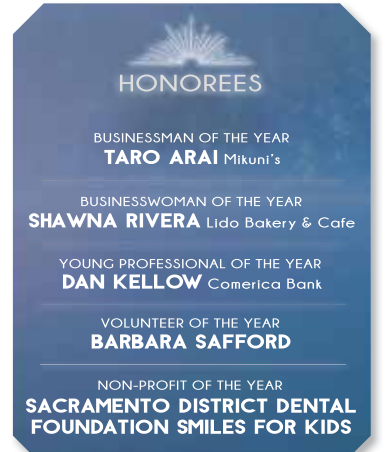 HONOREES
BUSINESSMAN OF THE YEAR
TARO ARAI Mikuni's
BUSINESSWOMAN OF THE YEAR
SHAWNA RIVERA Lido Bakery & Cafe
YOUNG PROFESSIONAL OF THE YEAR
DAN KELLOW Comerica Bank
VOLUNTEER OF THE YEAR
BARBARA SAFFORD
NON-PROFIT OF THE YEAR
SACRAMENTO DISTRICT DENTAL
FOUNDATION SMILES FOR KIDS